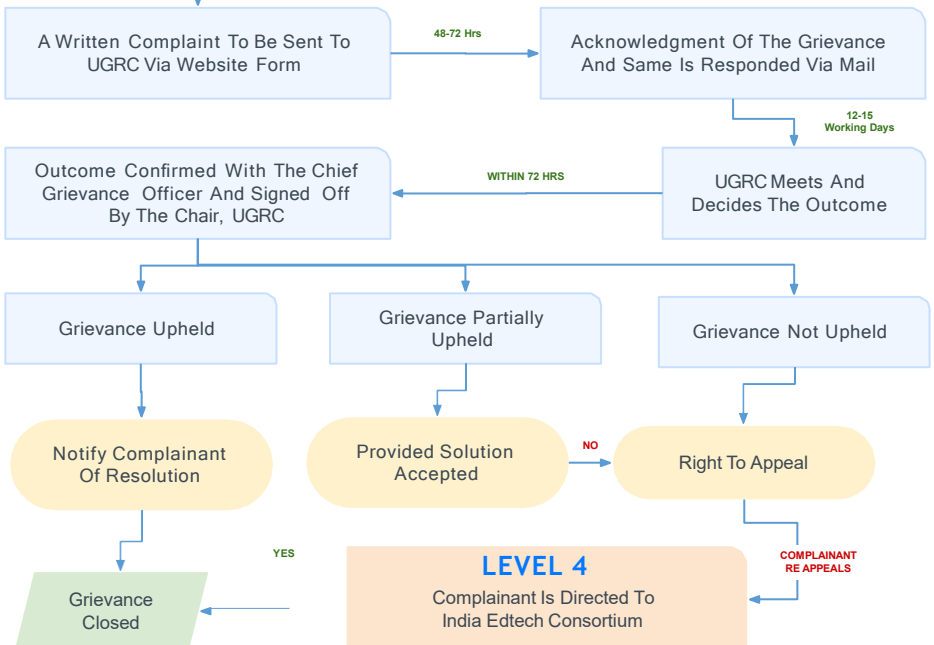 A Written Complaint To Be Sent To
UGRC Via Website Form
48-72 Hrs
Acknowledgment Of The Grievance
And Same Is Responded Via Mail
12-15
Working Days
Outcome Confirmed With The Chief
Grievance Officer And Signed Off
By The Chair, UGRC
WITHIN 72 HRS
UGRC Meets And
Decides The Outcome
Grievance Upheld
Grievance Partially
Upheld
Grievance Not Upheld
Notify Complainant
Of Resolution
Provided Solution
Accepted
NO
Right To Appeal
YES
COMPLAINANT
RE APPEALS
LEVEL 4
Complainant Is Directed To
India Edtech Consortium
Grievance
Closed